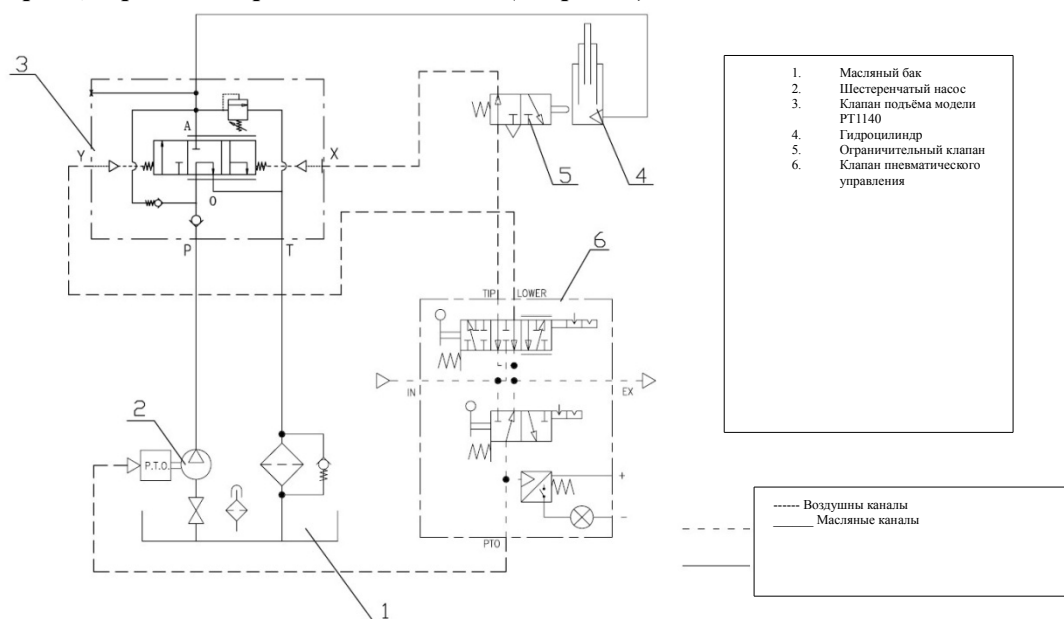 3
A
Y
X
O
P
T
5
4
6
TIP
LOWER
IN
EX
2
P.T.O.
+
-
PTO
1
1. Масляный бак
2. Шестеренчатый насос
3. Клапан подъёма модели
РТ1140
4. Гидроцилиндр
5. Ограничительный клапан
6. Клапан пневматического
управления
------ Воздушны каналы
______ Масляные каналы